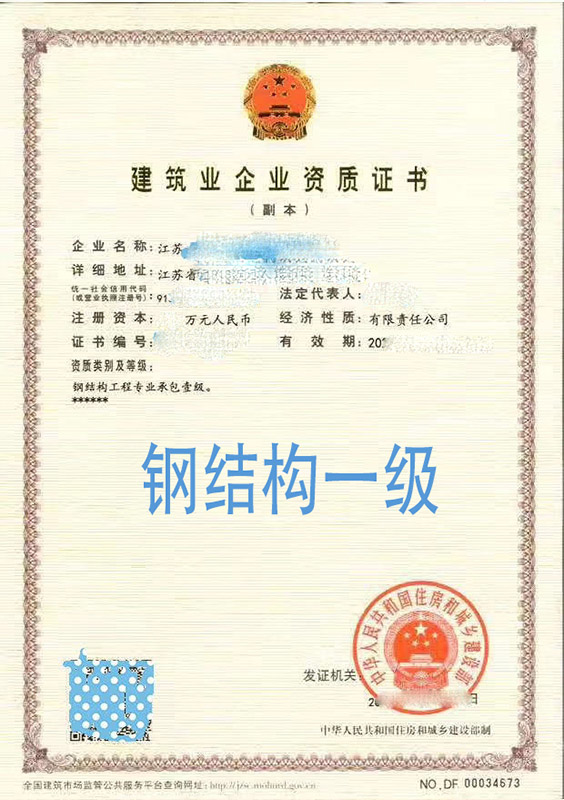 建筑业企业资质证书
（副本）
企业名称：江苏
详细地址：江苏省
统一社会信用代码
(或营业执照注册号)：91
法定代表人：
注册资本： 万元人民币
经济性质：有限责任公司
证书编号：
有效期：20
资质类别及等级：
钢结构工程专业承包壹级。
******
钢结构一级
中华人民共和国住房和城乡建设部
发证机关：
20 日
中华人民共和国住房和城乡建设部制
全国建筑市场监管公共服务平台查询网址：http://jzsc.mohurd.gov.cn
NO.DF 00034673